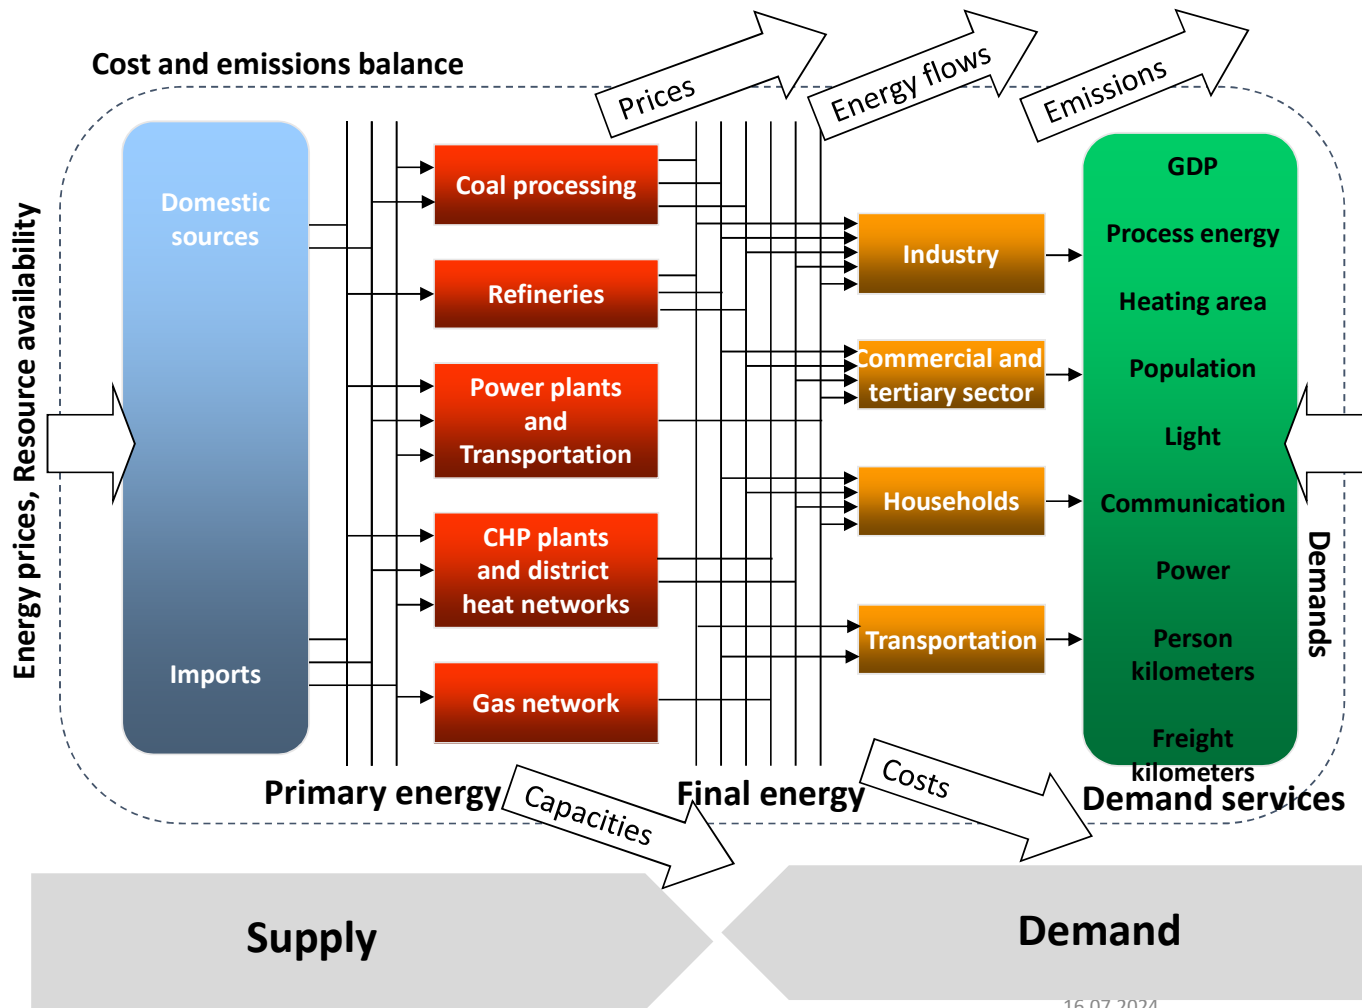 Cost and emissions balance
Prices
Energy flows
Emissions
Energy prices, Resource availability
Domestic
sources
Imports
Coal processing
Refineries
Power plants
and
Transportation
CHP plants
and district
heat networks
Gas network
Industry
Commercial and
tertiary sector
Households
Transportation
GDP
Process energy
Heating area
Population
Light
Communication
Power
Person
kilometers
Freight
kilometers
Demands
Primary energy
Capacities
Final energy
Costs
Demand services
Supply
Demand
16.07.2024